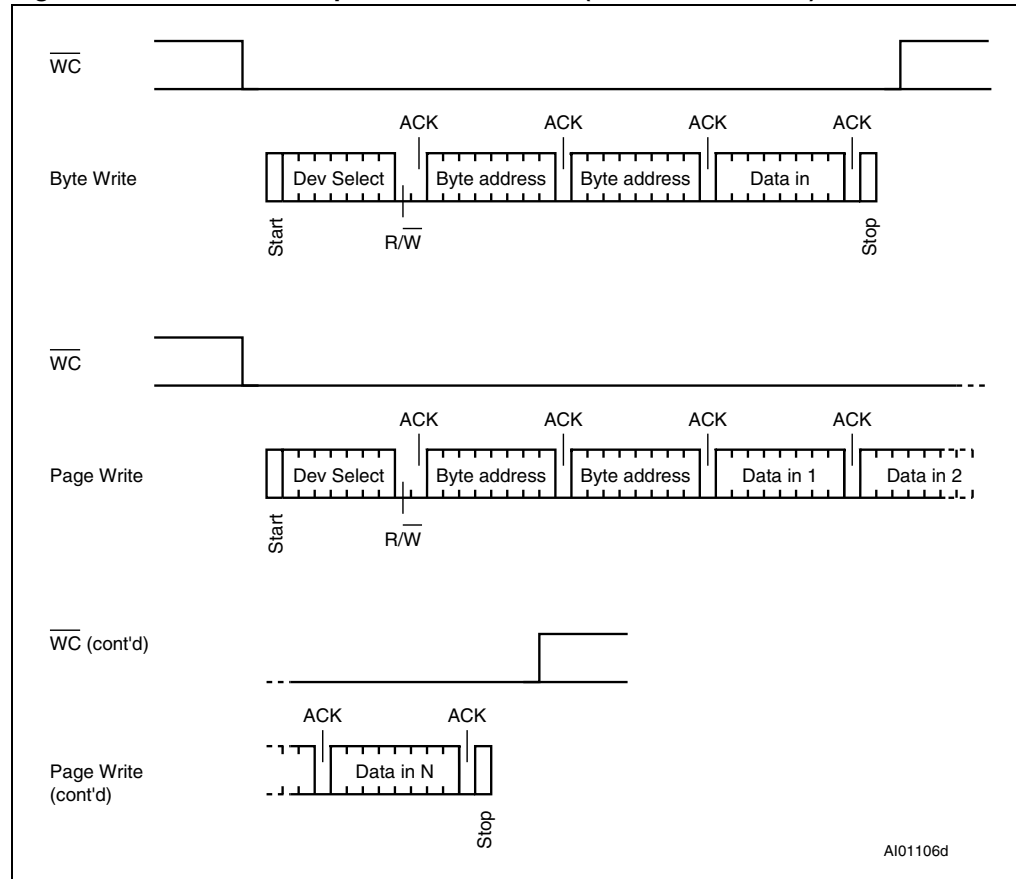 WC
ACK ACK ACK ACK
Byte Write
Dev Select Byte address Byte address Data in
Start
R/W
Stop
WC
ACK ACK ACK ACK
Page Write
Dev Select Byte address Byte address Data in 1 Data in 2
Start
R/W
WC (cont'd)
ACK ACK
Page Write
(cont'd)
Data in N
Stop
AI01106d